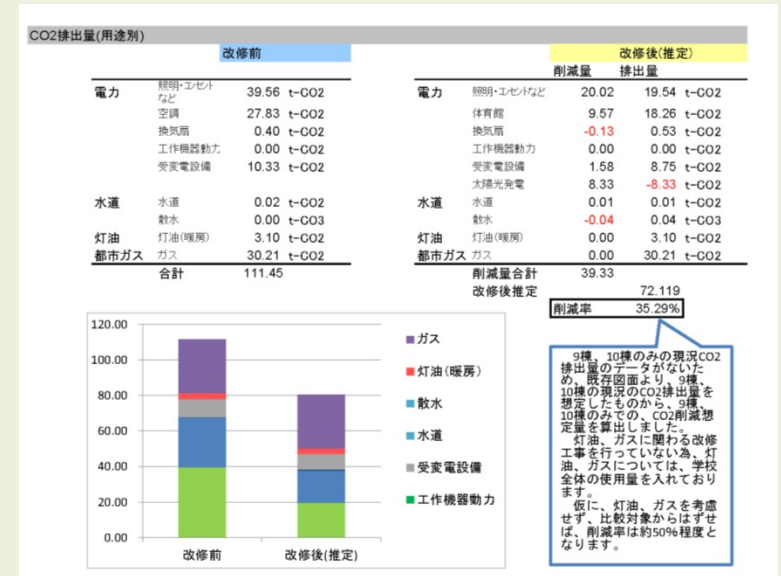 CO2排出量(用途別)
改修前
改修後(推定)
削減量 排出量
電力 照明・コンセントなど 39.56 t-CO2
空調 27.83 t-CO2
換気扇 0.40 t-CO2
工作機器動力 0.00 t-CO2
受変電設備 10.33 t-CO2
水道 水道 0.02 t-CO2
散水 0.00 t-CO3
灯油 灯油(暖房) 3.10 t-CO2
都市ガス ガス 30.21 t-CO2
合計 111.45
電力 照明・コンセントなど 20.02 19.54 t-CO2
体育館 9.57 18.26 t-CO2
換気扇 -0.13 0.53 t-CO2
工作機器動力 0.00 0.00 t-CO2
受変電設備 1.58 8.75 t-CO2
太陽光発電 8.33 -8.33 t-CO2
水道 水道 0.01 0.01 t-CO2
散水 -0.04 0.04 t-CO3
灯油 灯油(暖房) 0.00 3.10 t-CO2
都市ガス ガス 0.00 30.21 t-CO2
削減量合計 39.33
改修後推定 72.119
削減率 35.29%
120.00
100.00
80.00
60.00
40.00
20.00
0.00
改修前 改修後(推定)
ガス
灯油(暖房)
散水
水道
受変電設備
工作機器動力
9棟、10棟のみの現況CO2
排出量のデータがないた
め、既存図面より、9棟、
10棟の現況のCO2排出量を
想定したものから、9棟、
10棟のみでの、CO2削減想
定量を算出しました。
灯油、ガスに関わる改修
工事を行っていない為、灯
油、ガスについては、学校
全体の使用量を入れており
ます。
仮に、灯油、ガスを考慮
せず、比較対象からはずせ
ば、削減率は約50%程度と
なります。